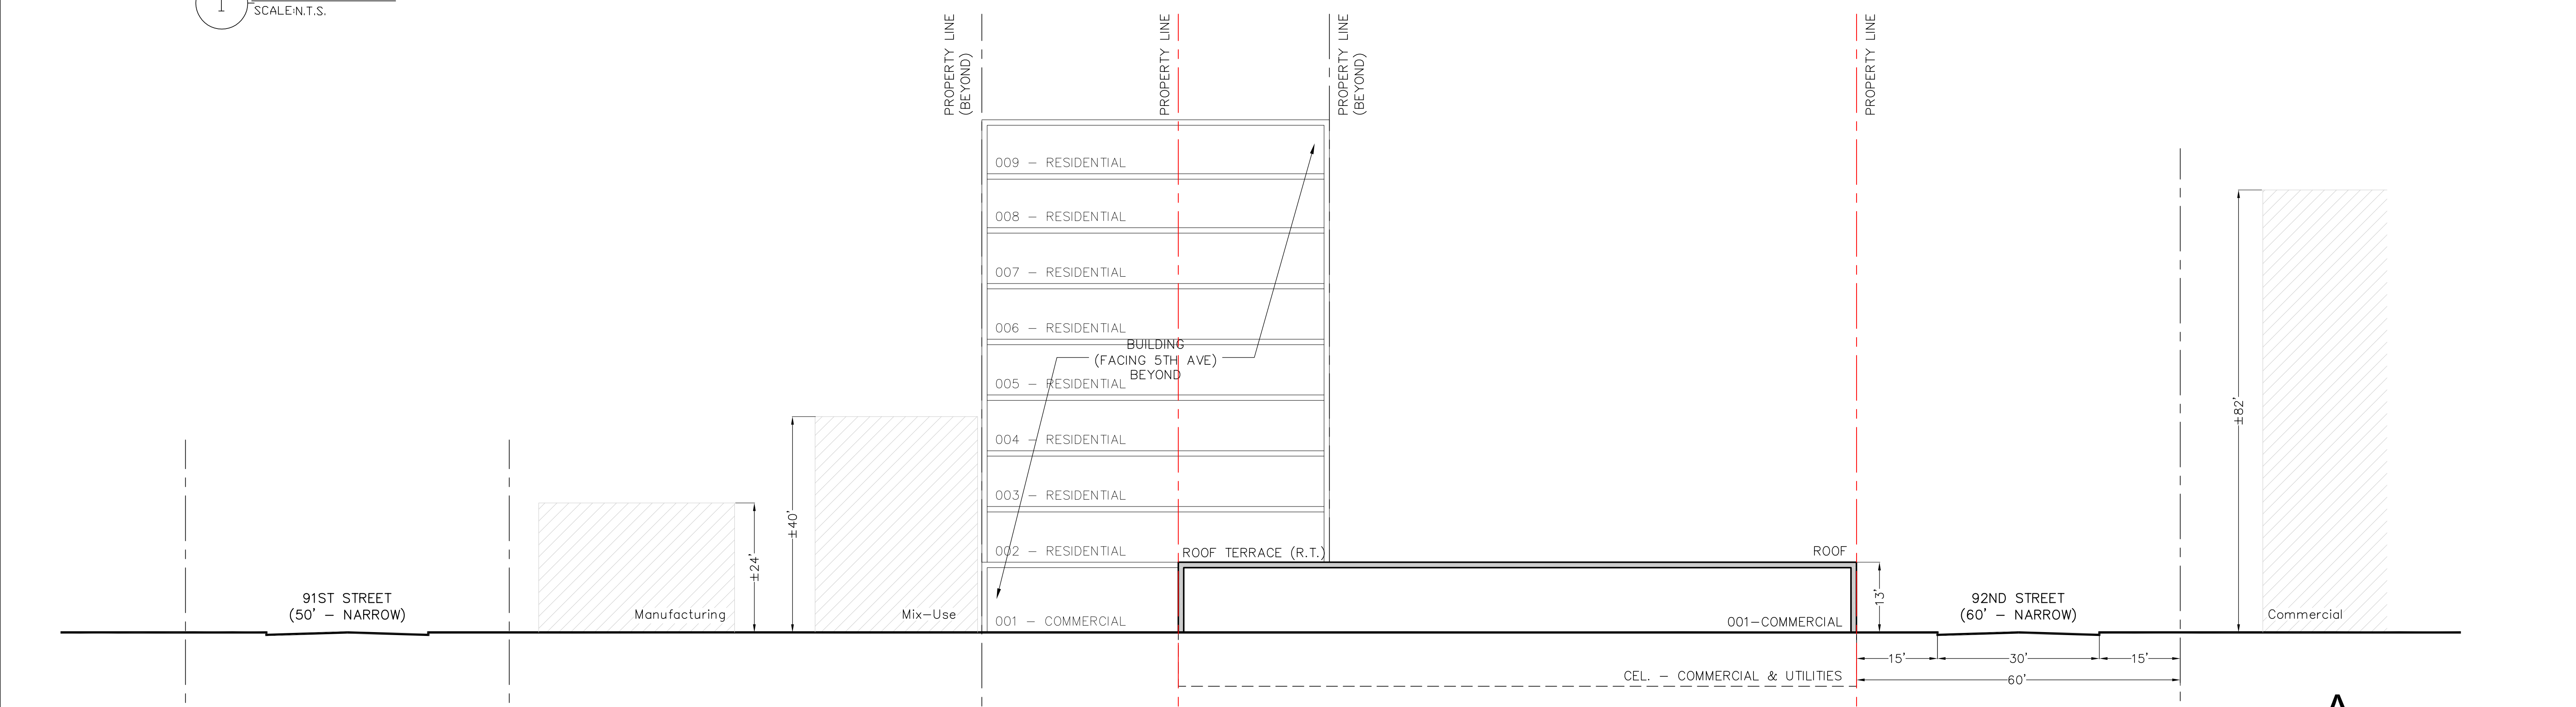 1
SCALE:N.T.S.
PROPERTY LINE
(BEYOND)
PROPERTY LINE
PROPERTY LINE
(BEYOND)
PROPERTY LINE
009 - RESIDENTIAL
008 - RESIDENTIAL
007 - RESIDENTIAL
006 - RESIDENTIAL
BUILDING
(FACING 5TH AVE)
BEYOND
005 - RESIDENTIAL
004 - RESIDENTIAL
003 - RESIDENTIAL
002 - RESIDENTIAL
ROOF TERRACE (R.T.)
ROOF
001 - COMMERCIAL
001-COMMERCIAL
CEL. - COMMERCIAL & UTILITIES
91ST STREET
(50' - NARROW)
Manufacturing
±24'
±40'
Mix-Use
13'
92ND STREET
(60' - NARROW)
15'
30'
15'
60'
±82'
Commercial